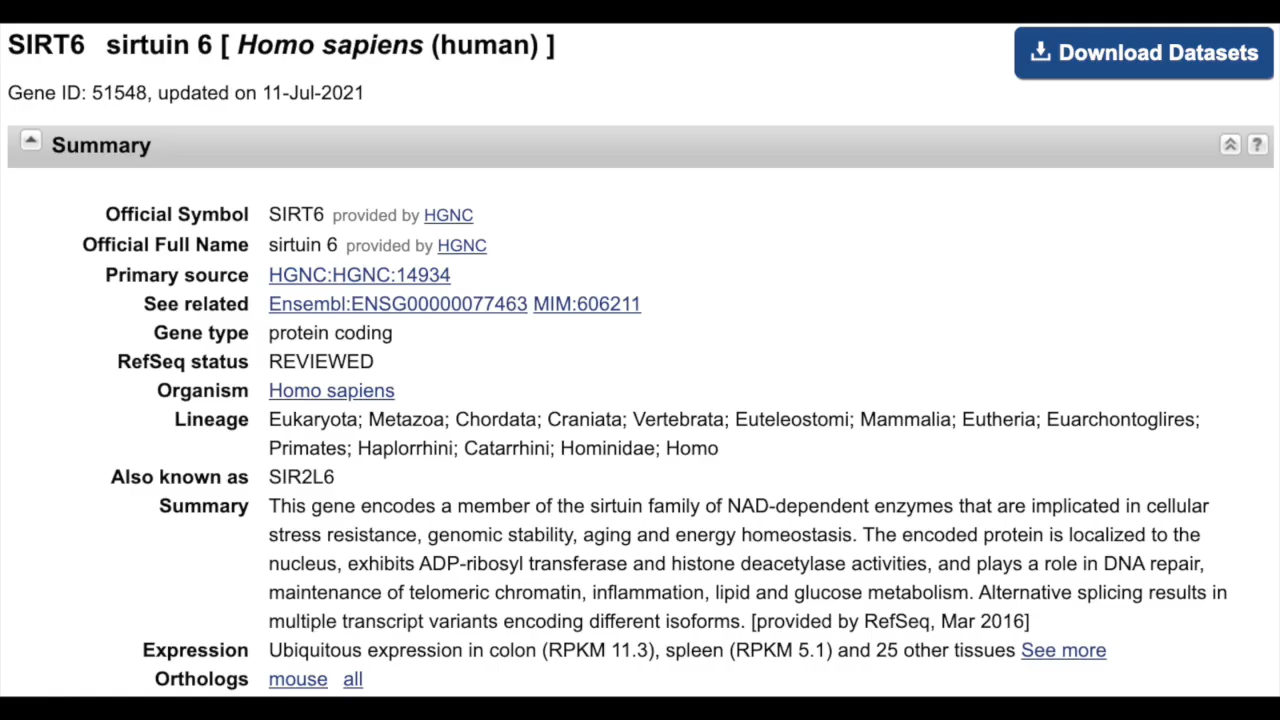 SIRT6 sirtuin 6 [ Homo sapiens (human) ]
Download Datasets
Gene ID: 51548, updated on 11-Jul-2021
Summary
?
Official Symbol SIRT6 provided by HGNC
Official Full Name sirtuin 6 provided by HGNC
Primary source HGNC:HGNC:14934
See related Ensembl:ENSG00000077463 MIM:606211
Gene type protein coding
RefSeq status REVIEWED
Organism Homo sapiens
Lineage Eukaryota; Metazoa; Chordata; Craniata; Vertebrata; Euteleostomi; Mammalia; Eutheria; Euarchontoglires;
Primates; Haplorrhini; Catarrhini; Hominidae; Homo
Also known as SIR2L6
Summary This gene encodes a member of the sirtuin family of NAD-dependent enzymes that are implicated in cellular
stress resistance, genomic stability, aging and energy homeostasis. The encoded protein is localized to the
nucleus, exhibits ADP-ribosyl transferase and histone deacetylase activities, and plays a role in DNA repair,
maintenance of telomeric chromatin, inflammation, lipid and glucose metabolism. Alternative splicing results in
multiple transcript variants encoding different isoforms. [provided by RefSeq, Mar 2016]
Expression Ubiquitous expression in colon (RPKM 11.3), spleen (RPKM 5.1) and 25 other tissues See more
Orthologs mouse all